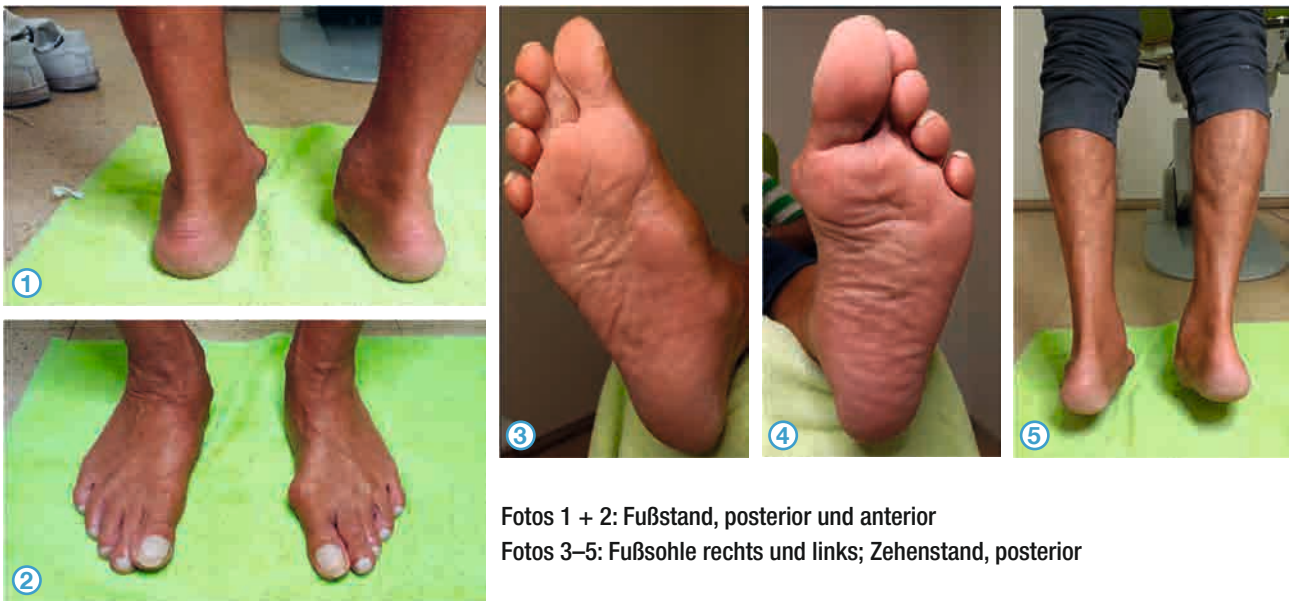 1
2
3
4
5
Fotos 1 + 2: Fußstand, posterior und anterior
Fotos 3–5: Fußsohle rechts und links; Zehenstand, posterior